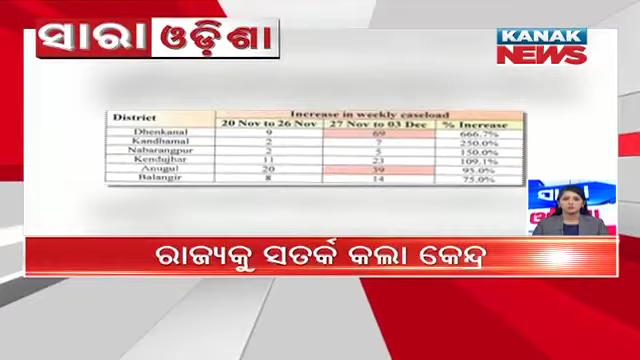 ସାରା ଓଡ଼ିଶା
KANAK
NEWS
District Increase in weekly caseload
20 Nov to 26 Nov 27 Nov to 03 Dec % Increase
Dhenkanal 9 69 666.7%
Kandhamal 2 7 250.0%
Nabarangpur 2 5 150.0%
Kendujhar 11 23 109.1%
Anugul 20 39 95.0%
Balangir 8 14 75.0%
ସାରା
ରାଜ୍ୟକୁ ସତର୍କ କଲା କେନ୍ଦ୍ର